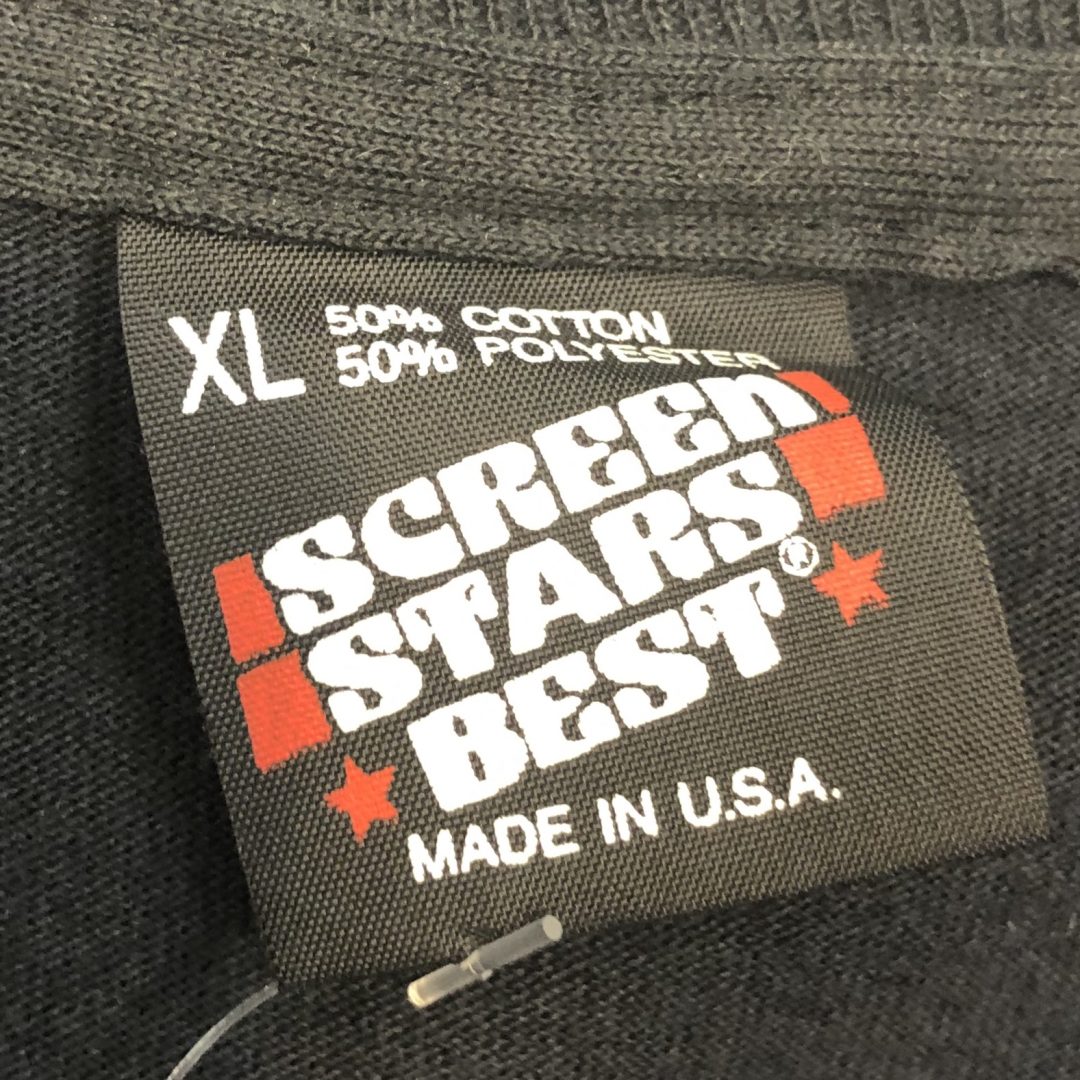 XL
50% COTTON
50% POLYESTER
SCREEN
STARS
BEST®
MADE IN U.S.A.